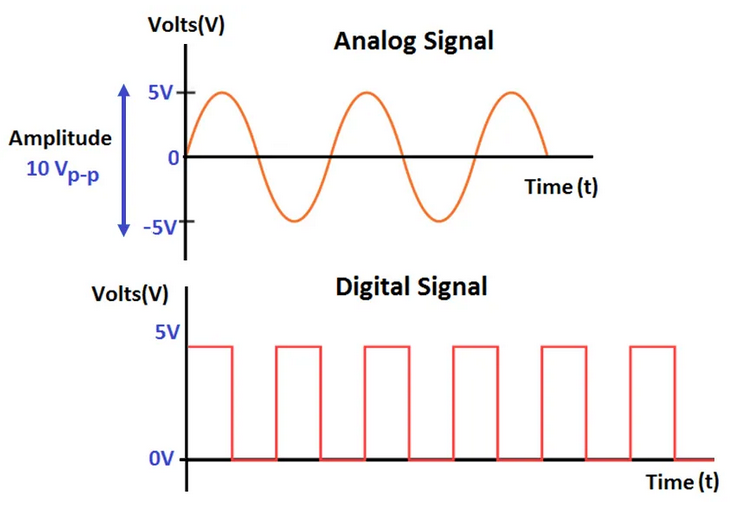 Volts(V)
Analog Signal
5V
Amplitude
10 Vp-p
0
Time (t)
-5V
Digital Signal
Volts(V)
5V
0V
Time (t)